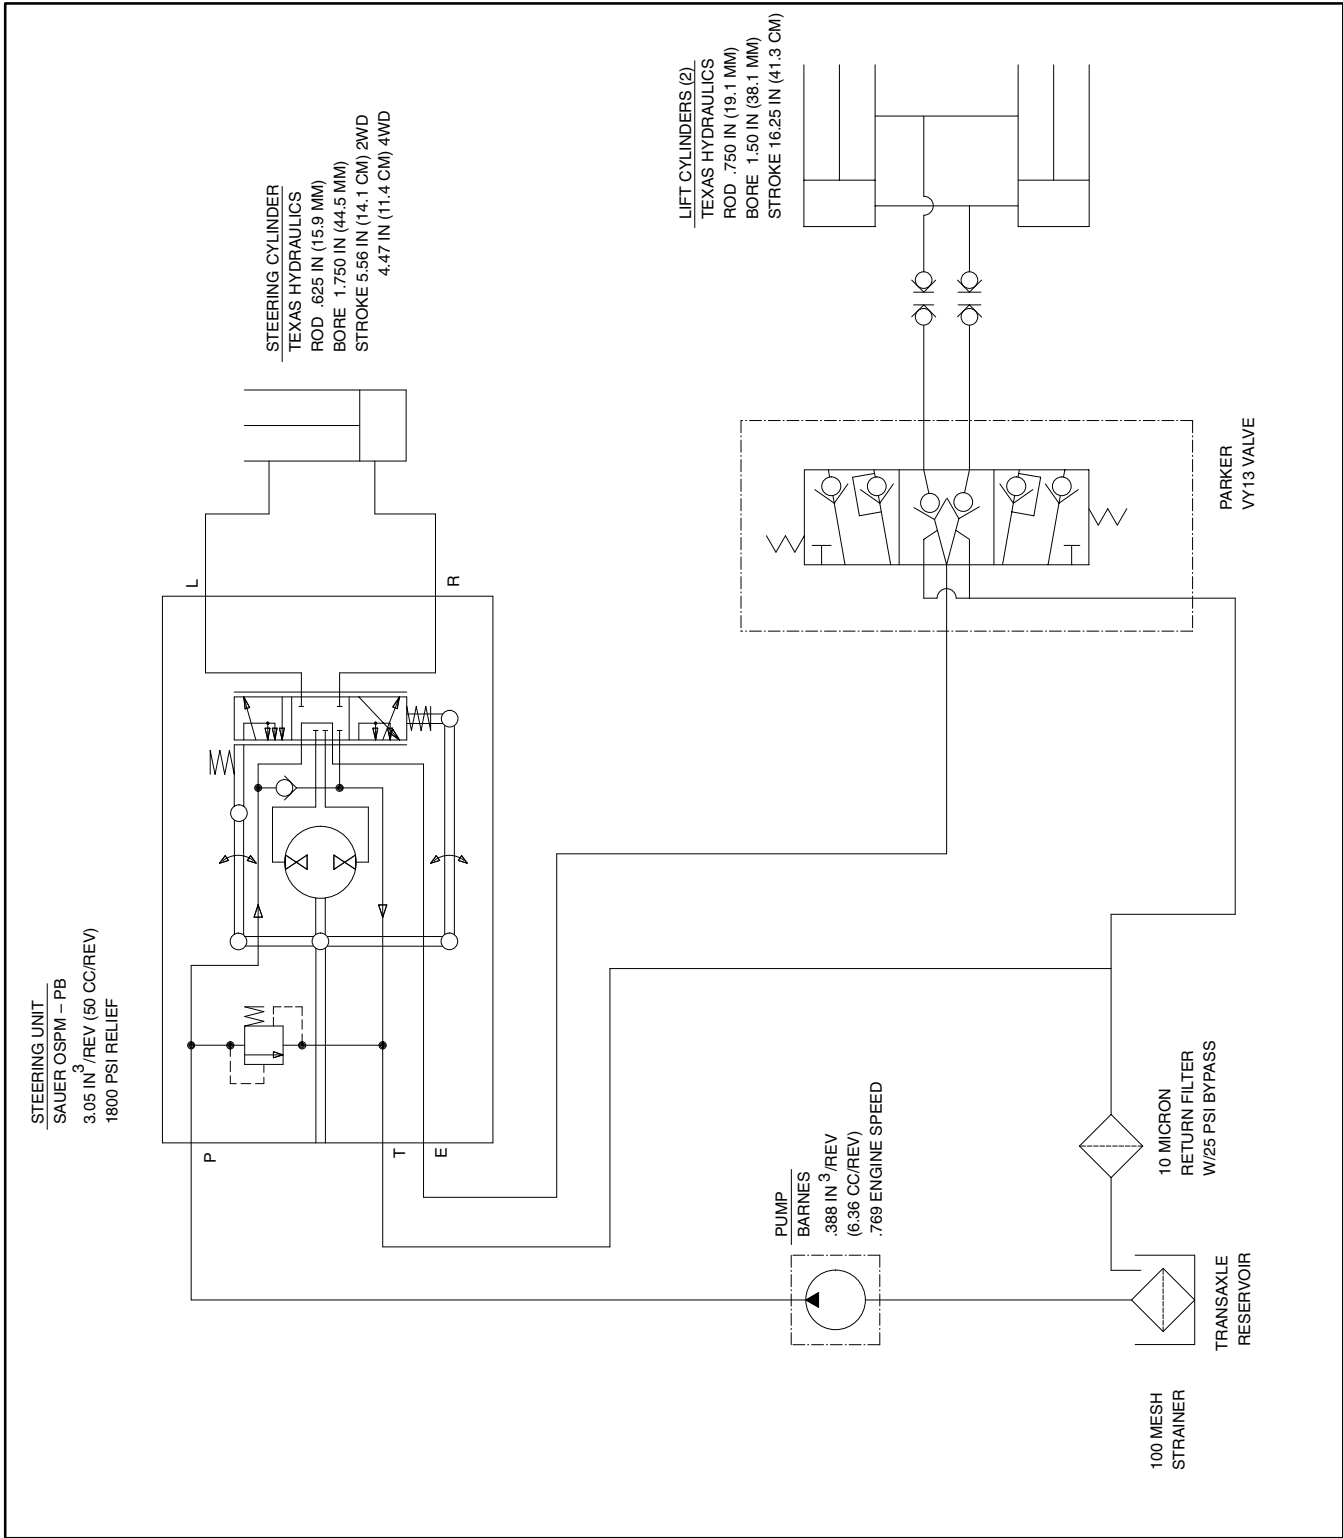 STEERING UNIT
SAUER OSPM – PB
3.05 IN3/REV (50 CC/REV)
1800 PSI RELIEF
P
T
E
L
R
STEERING CYLINDER
TEXAS HYDRAULICS
ROD .625 IN (15.9 MM)
BORE 1.750 IN (44.5 MM)
STROKE 5.56 IN (14.1 CM) 2WD
4.47 IN (11.4 CM) 4WD
PUMP
BARNES
.388 IN 3/REV
(6.36 CC/REV)
.769 ENGINE SPEED
LIFT CYLINDERS (2)
TEXAS HYDRAULICS
ROD .750 IN (19.1 MM)
BORE 1.50 IN (38.1 MM)
STROKE 16.25 IN (41.3 CM)
100 MESH
STRAINER
TRANSAXLE
RESERVOIR
10 MICRON
RETURN FILTER
W/25 PSI BYPASS
PARKER
VY13 VALVE